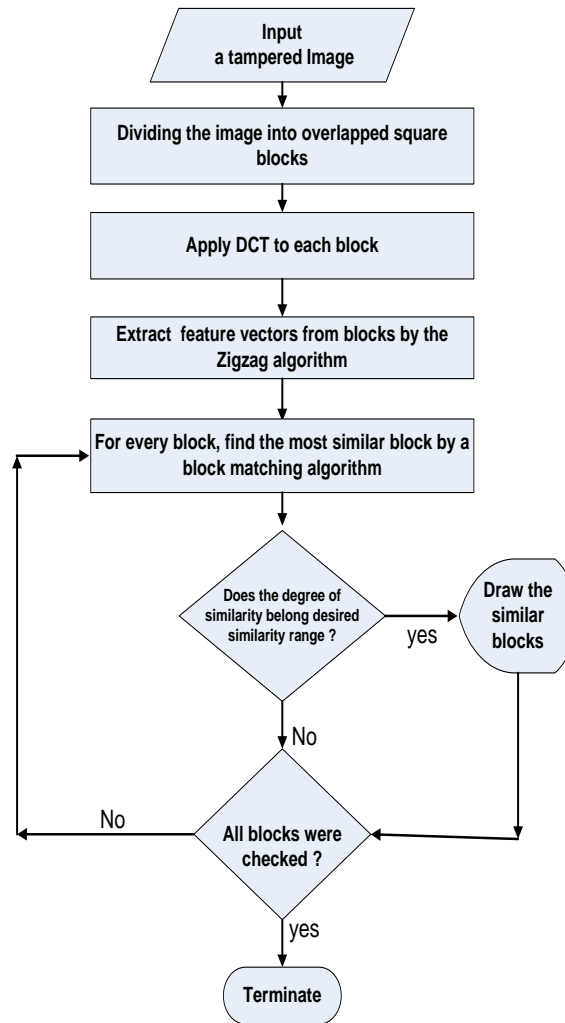 Input
a tampered Image
Dividing the image into overlapped square
blocks
Apply DCT to each block
Extract feature vectors from blocks by the
Zigzag algorithm
For every block, find the most similar block by a
block matching algorithm
Does the degree of
similarity belong desired
similarity range ?
yes
Draw the
similar
blocks
No
All blocks were
checked ?
No
yes
Terminate